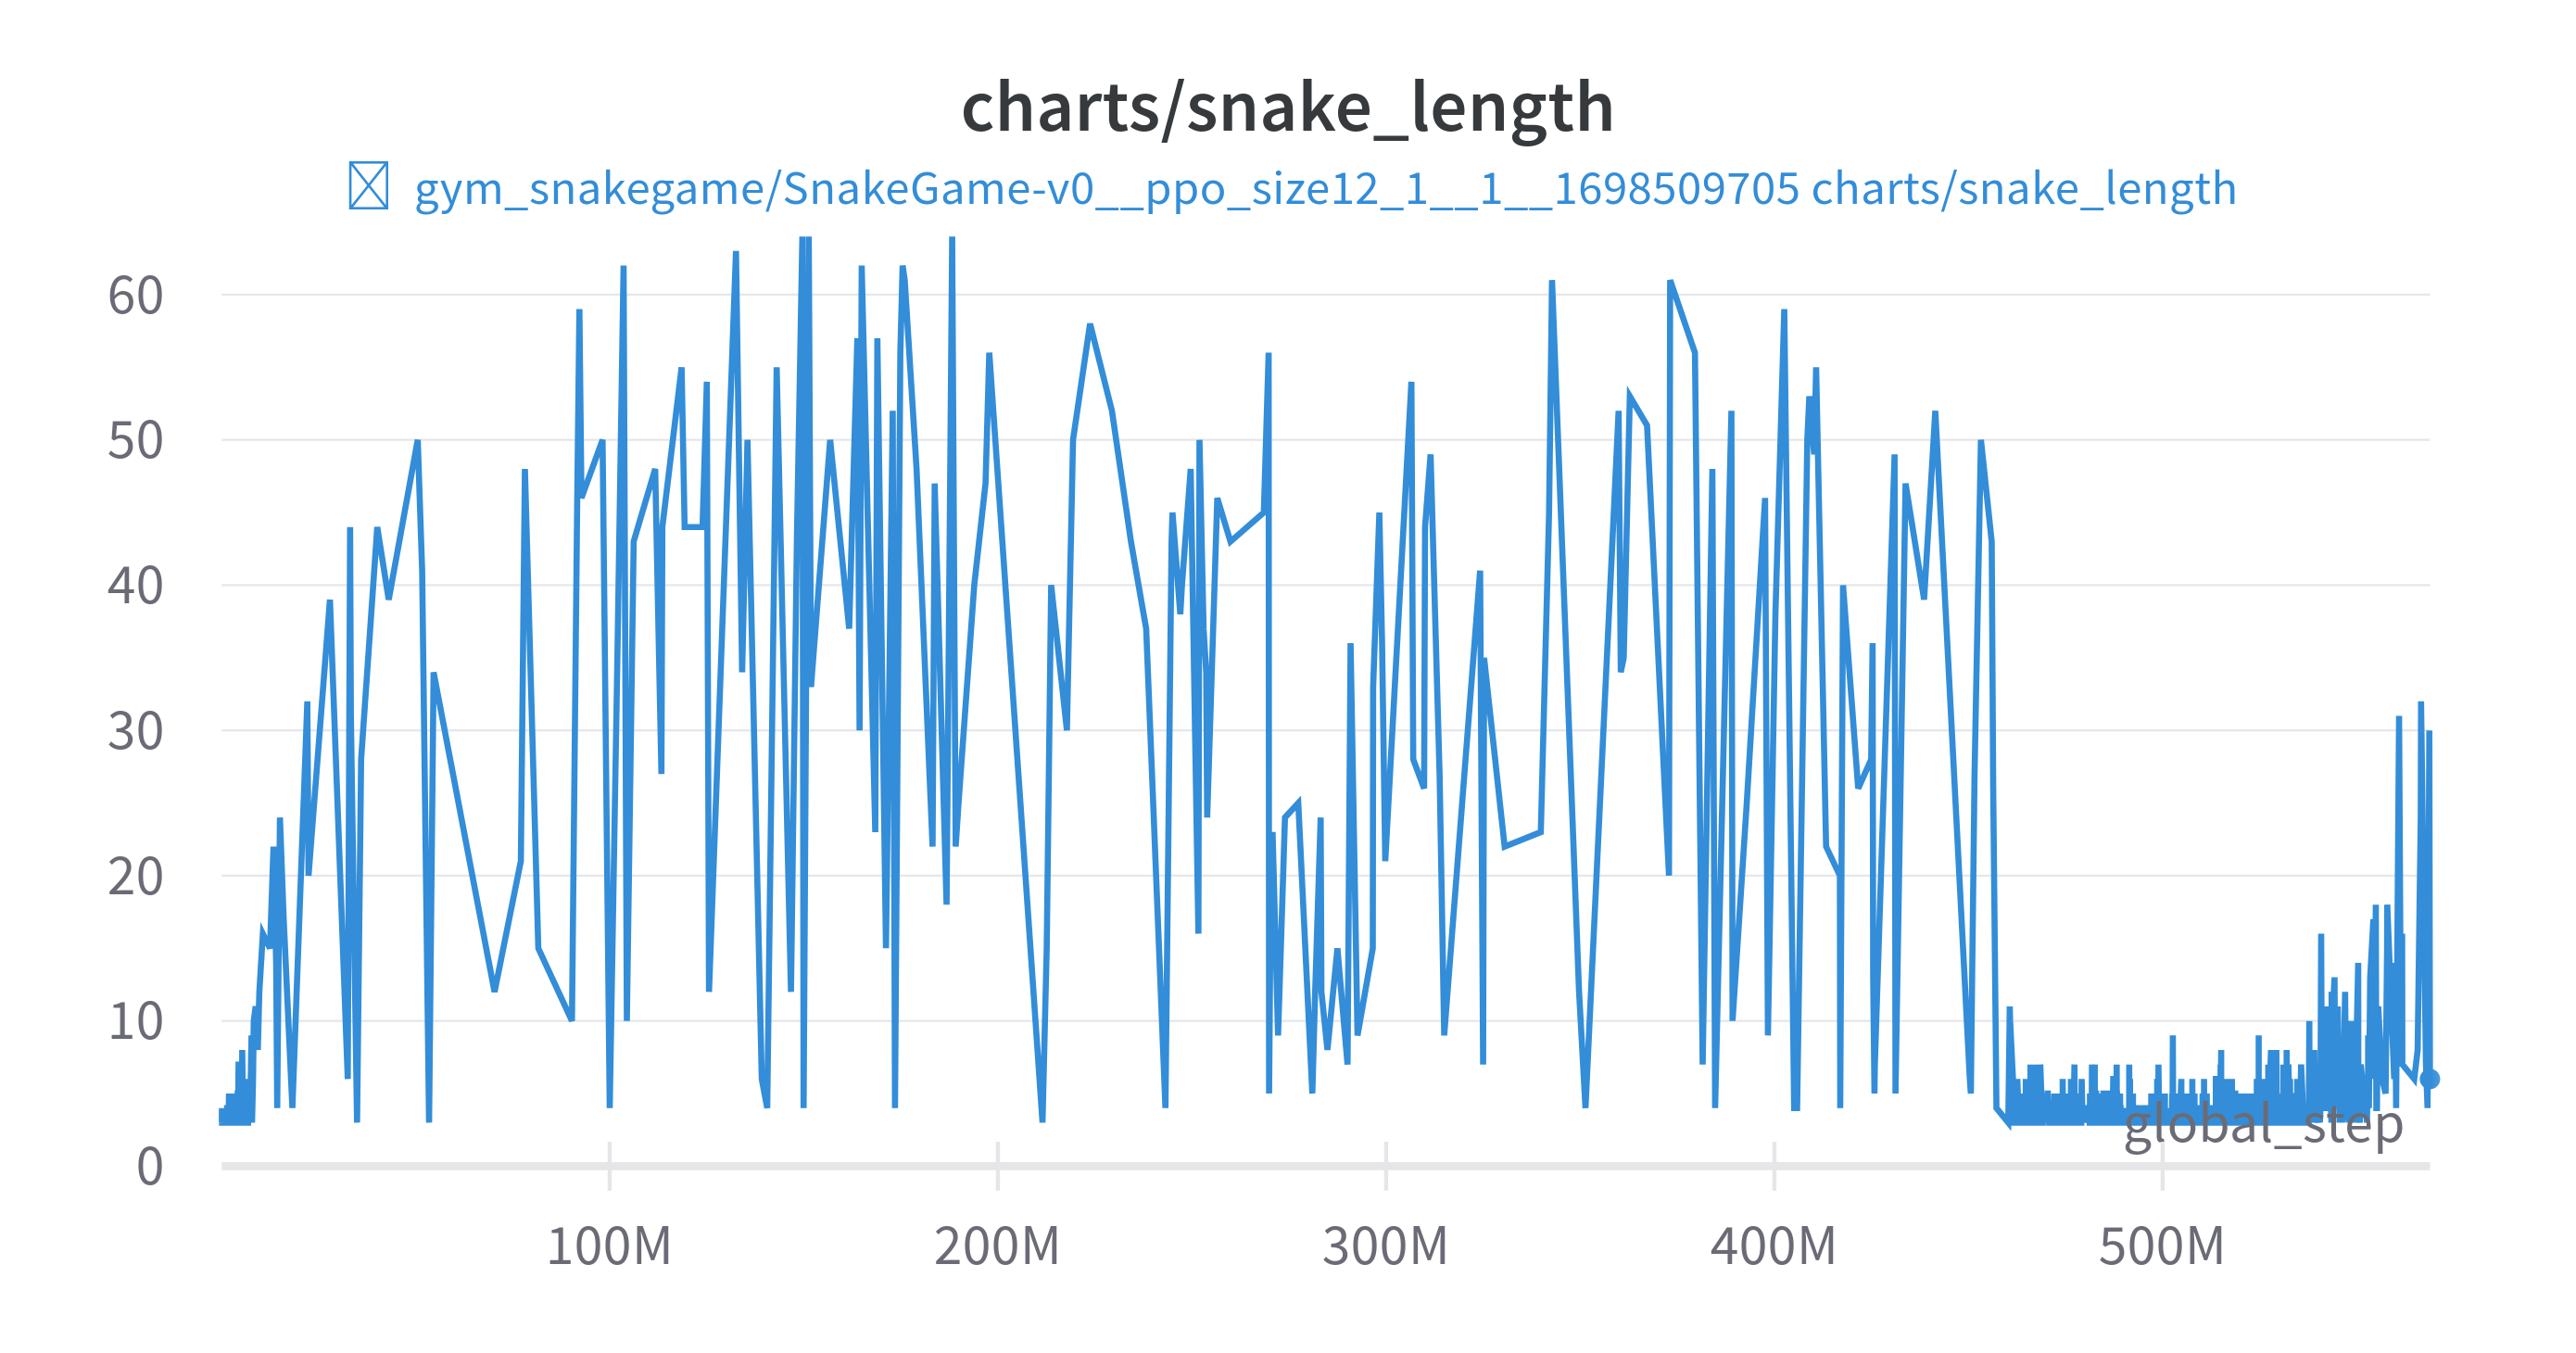 charts/snake_length
gym_snakegame/SnakeGame-v0__ppo_size12_1__1__1698509705 charts/snake_length
60
50
40
30
20
10
0
global_step
100M 200M 300M 400M 500M